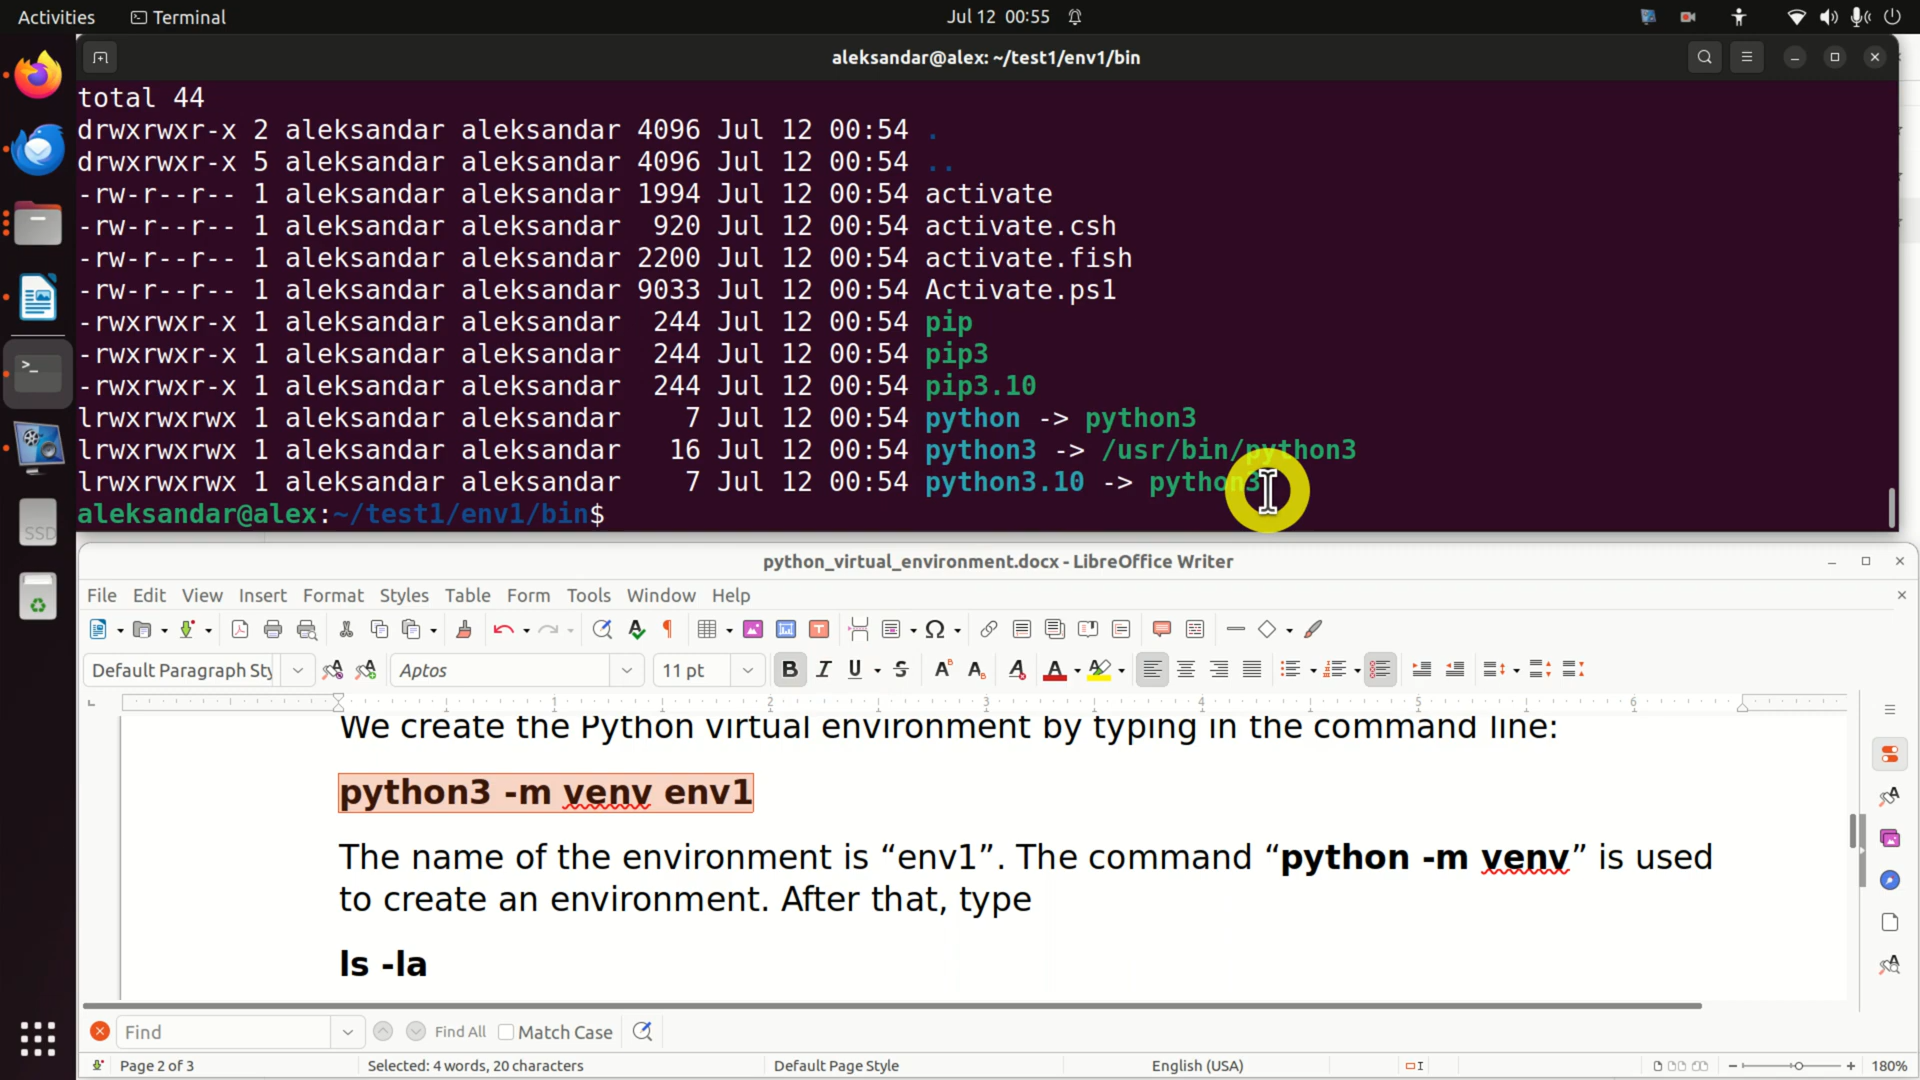 Activities Terminal Jul 12 00:55
aleksandar@alex: ~/test1/env1/bin
total 44
drwxrwxr-x 2 aleksandar aleksandar 4096 Jul 12 00:54 .
drwxrwxr-x 5 aleksandar aleksandar 4096 Jul 12 00:54 ..
-rw-r--r-- 1 aleksandar aleksandar 1994 Jul 12 00:54 activate
-rw-r--r-- 1 aleksandar aleksandar 920 Jul 12 00:54 activate.csh
-rw-r--r-- 1 aleksandar aleksandar 2200 Jul 12 00:54 activate.fish
-rw-r--r-- 1 aleksandar aleksandar 9033 Jul 12 00:54 Activate.ps1
-rwxrwxr-x 1 aleksandar aleksandar 244 Jul 12 00:54 pip
-rwxrwxr-x 1 aleksandar aleksandar 244 Jul 12 00:54 pip3
-rwxrwxr-x 1 aleksandar aleksandar 244 Jul 12 00:54 pip3.10
lrwxrwxrwx 1 aleksandar aleksandar 7 Jul 12 00:54 python -> python3
lrwxrwxrwx 1 aleksandar aleksandar 16 Jul 12 00:54 python3 -> /usr/bin/python3
lrwxrwxrwx 1 aleksandar aleksandar 7 Jul 12 00:54 python3.10 -> python3
aleksandar@alex:~/test1/env1/bin$
SSD
python_virtual_environment.docx - LibreOffice Writer
File Edit View Insert Format Styles Table Form Tools Window Help
Default Paragraph Sty Aptos 11 pt
1 2 3 4 5 6
We create the Python virtual environment by typing in the command line:
python3 -m venv env1
The name of the environment is “env1”. The command “python -m venv” is used
to create an environment. After that, type
ls -la
Find Find All Match Case
Page 2 of 3 Selected: 4 words, 20 characters Default Page Style English (USA) 180%